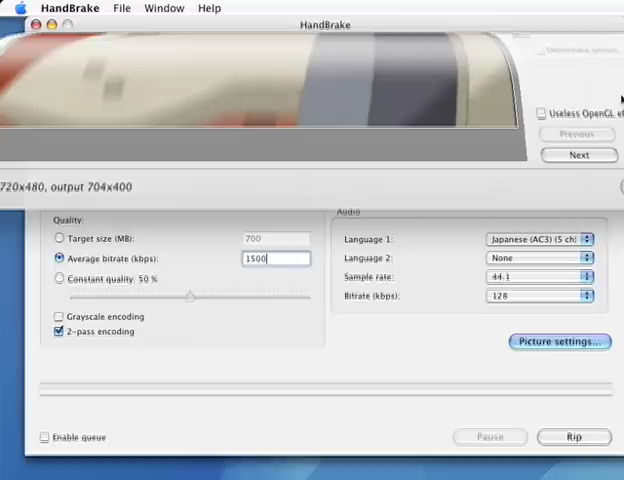 HandBrake File Window Help
HandBrake
Useless OpenGL ef
Previous
Next
720x480, output 704x400
Quality:
Target size (MB): 700
Average bitrate (kbps): 1500
Constant quality: 50 %
Grayscale encoding
2-pass encoding
Audio
Language 1: Japanese (AC3) (5 ch)
Language 2: None
Sample rate: 44.1
Bitrate (kbps): 128
Picture settings...
Enable queue
Pause
Rip